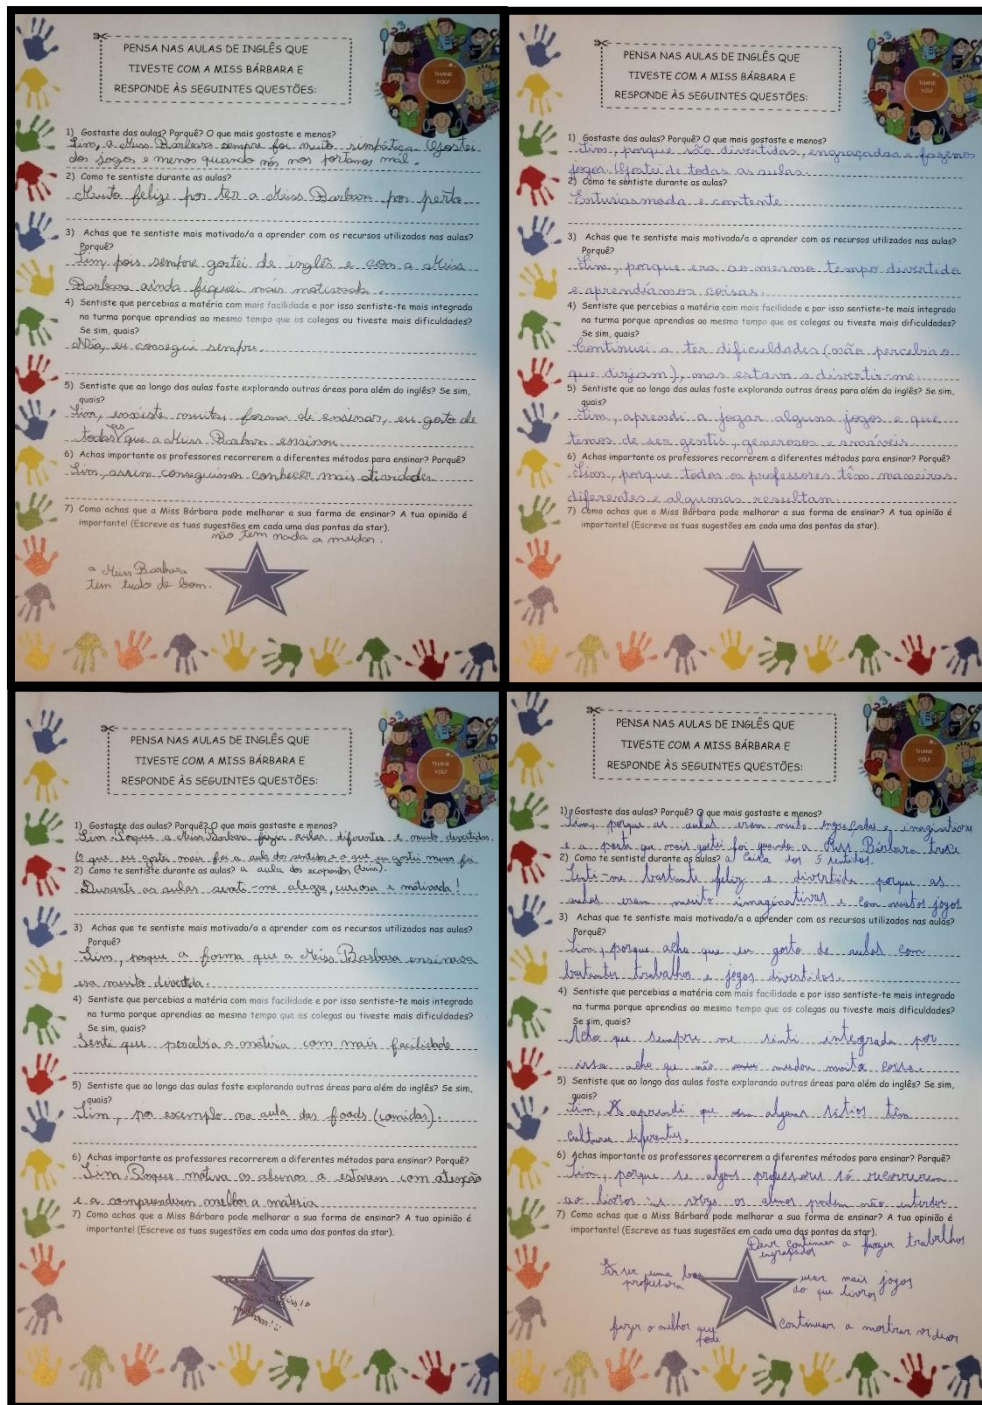 PENSA NAS AULAS DE INGLÊS QUE
TIVESTE COM A MISS BÁRBARA E
RESPONDE ÀS SEGUINTES QUESTÕES:
THANK
YOU!
1) Gostaste das aulas? Porquê? O que mais gostaste e menos?
Sim, a Miss Barbara sempre foi muito simpática. Gostei
dos jogos e menos quando nós nos portamos mal.
2) Como te sentiste durante as aulas?
Muito feliz por ter a Miss Barbara por perto
3) Achas que te sentiste mais motivado/a a aprender com os recursos utilizados nas aulas?
Porquê?
Sim, pois sempre gostei de inglês e com a Miss
Barbara ainda fiquei mais motivada.
4) Sentiste que percebias a matéria com mais facilidade e por isso sentiste-te mais integrado
na turma porque aprendias ao mesmo tempo que os colegas ou tiveste mais dificuldades?
Se sim, quais?
Não, eu consegui sempre.
5) Sentiste que ao longo das aulas foste explorando outras áreas para além do inglês? Se sim,
quais?
Sim, existe muitas formas de ensinar, eu gosto de
todas as que a Miss Barbara ensinou
6) Achas importante os professores recorrerem a diferentes métodos para ensinar? Porquê?
Sim, assim conseguimos conhecer mais atividades
7) Como achas que a Miss Bárbara pode melhorar a sua forma de ensinar? A tua opinião é
importante! (Escreve as tuas sugestões em cada uma das pontas da star).
não tem nada a mudar.
a Miss Barbara
tem tudo de bom.
PENSA NAS AULAS DE INGLÊS QUE
TIVESTE COM A MISS BÁRBARA E
RESPONDE ÀS SEGUINTES QUESTÕES:
THANK
YOU!
1) Gostaste das aulas? Porquê? O que mais gostaste e menos?
Sim, porque são divertidas, engraçadas e fazemos
jogos. Gostei de todas as aulas.
2) Como te sentiste durante as aulas?
Entusiasmada e contente.
3) Achas que te sentiste mais motivado/a a aprender com os recursos utilizados nas aulas?
Porquê?
Sim, porque era ao mesmo tempo divertido
e aprendíamos coisas.
4) Sentiste que percebias a matéria com mais facilidade e por isso sentiste-te mais integrado
na turma porque aprendias ao mesmo tempo que os colegas ou tiveste mais dificuldades?
Se sim, quais?
Continuei a ter dificuldades (não percebia o
que diziam), mas estava a divertir-me.
5) Sentiste que ao longo das aulas foste explorando outras áreas para além do inglês? Se sim,
quais?
Sim, aprendi a jogar alguns jogos e que
temos de ser gentis, generosos e amáveis.
6) Achas importante os professores recorrerem a diferentes métodos para ensinar? Porquê?
Sim, porque todos os professores têm maneiras
diferentes e algumas resultam.
7) Como achas que a Miss Bárbara pode melhorar a sua forma de ensinar? A tua opinião é
importante! (Escreve as tuas sugestões em cada uma das pontas da star).
PENSA NAS AULAS DE INGLÊS QUE
TIVESTE COM A MISS BÁRBARA E
RESPONDE ÀS SEGUINTES QUESTÕES:
THANK
YOU!
1) Gostaste das aulas? Porquê? O que mais gostaste e menos?
Sim. Porque a Miss Barbara fazia aulas diferentes e muito divertidas.
O que eu gostei mais foi a aula dos sentidos e o que eu gostei menos foi
2) Como te sentiste durante as aulas? a aula dos ecopontos (bins).
Durante as aulas senti-me alegre, curiosa e motivada!
3) Achas que te sentiste mais motivado/a a aprender com os recursos utilizados nas aulas?
Porquê?
Sim, porque a forma que a Miss Barbara ensinava
era muito divertida.
4) Sentiste que percebias a matéria com mais facilidade e por isso sentiste-te mais integrado
na turma porque aprendias ao mesmo tempo que os colegas ou tiveste mais dificuldades?
Se sim, quais?
Senti que percebia a matéria com mais facilidade
5) Sentiste que ao longo das aulas foste explorando outras áreas para além do inglês? Se sim,
quais?
Sim, por exemplo na aula das foods (comidas).
6) Achas importante os professores recorrerem a diferentes métodos para ensinar? Porquê?
Sim. Porque motiva os alunos a estarem com atenção
e a compreenderem melhor a matéria
7) Como achas que a Miss Bárbara pode melhorar a sua forma de ensinar? A tua opinião é
importante! (Escreve as tuas sugestões em cada uma das pontas da star).
PENSA NAS AULAS DE INGLÊS QUE
TIVESTE COM A MISS BÁRBARA E
RESPONDE ÀS SEGUINTES QUESTÕES:
THANK
YOU!
1) Gostaste das aulas? Porquê? O que mais gostaste e menos?
Sim, porque as aulas eram muito engraçadas e imaginativas
e a parte que mais gostei foi quando a Miss Bárbara trouxe
2) Como te sentiste durante as aulas? a Caixa dos 5 sentidos.
Senti-me bastante feliz e divertida porque as
aulas eram muito imaginativas e com muitos jogos
3) Achas que te sentiste mais motivado/a a aprender com os recursos utilizados nas aulas?
Porquê?
Sim, porque acho que eu gosto de aulas com
bastantes trabalhos e jogos divertidos.
4) Sentiste que percebias a matéria com mais facilidade e por isso sentiste-te mais integrado
na turma porque aprendias ao mesmo tempo que os colegas ou tiveste mais dificuldades?
Se sim, quais?
Acho que sempre me sinti integrada por
isso acho que não mudou muita coisa.
5) Sentiste que ao longo das aulas foste explorando outras áreas para além do inglês? Se sim,
quais?
Sim, aprendi que em alguns sítios têm
culturas diferentes.
6) Achas importante os professores recorrerem a diferentes métodos para ensinar? Porquê?
Sim, porque se alguns professores só recorrerem
ao livros às vezes os alunos podem não entender
7) Como achas que a Miss Bárbara pode melhorar a sua forma de ensinar? A tua opinião é
importante! (Escreve as tuas sugestões em cada uma das pontas da star).
Deve continuar a fazer trabalhos
engraçados
ser uma boa
professora
usar mais jogos
do que livros
fazer o melhor que
pode
continuar a mostrar videos